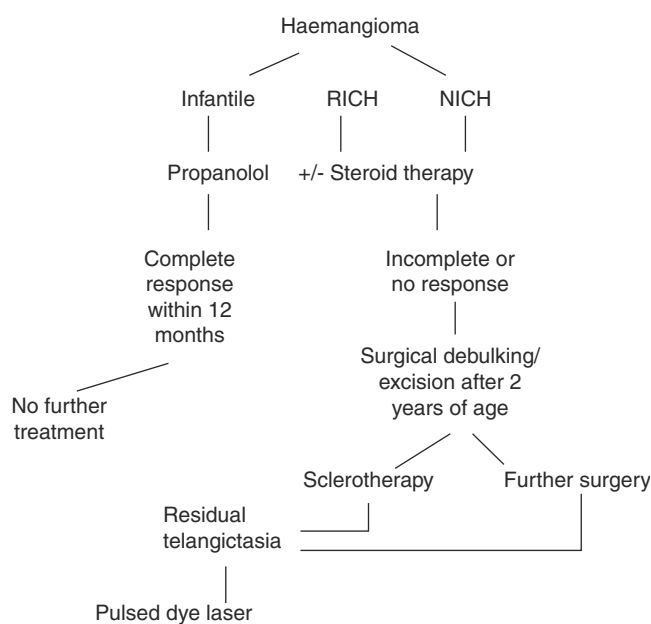 Haemangioma
Infantile
RICH
NICH
Propanolol
+/- Steroid therapy
Complete
response
within 12
months
Incomplete or
no response
Surgical debulking/
excision after 2
years of age
No further
treatment
Sclerotherapy
Further surgery
Residual
telangictasia
Pulsed dye laser